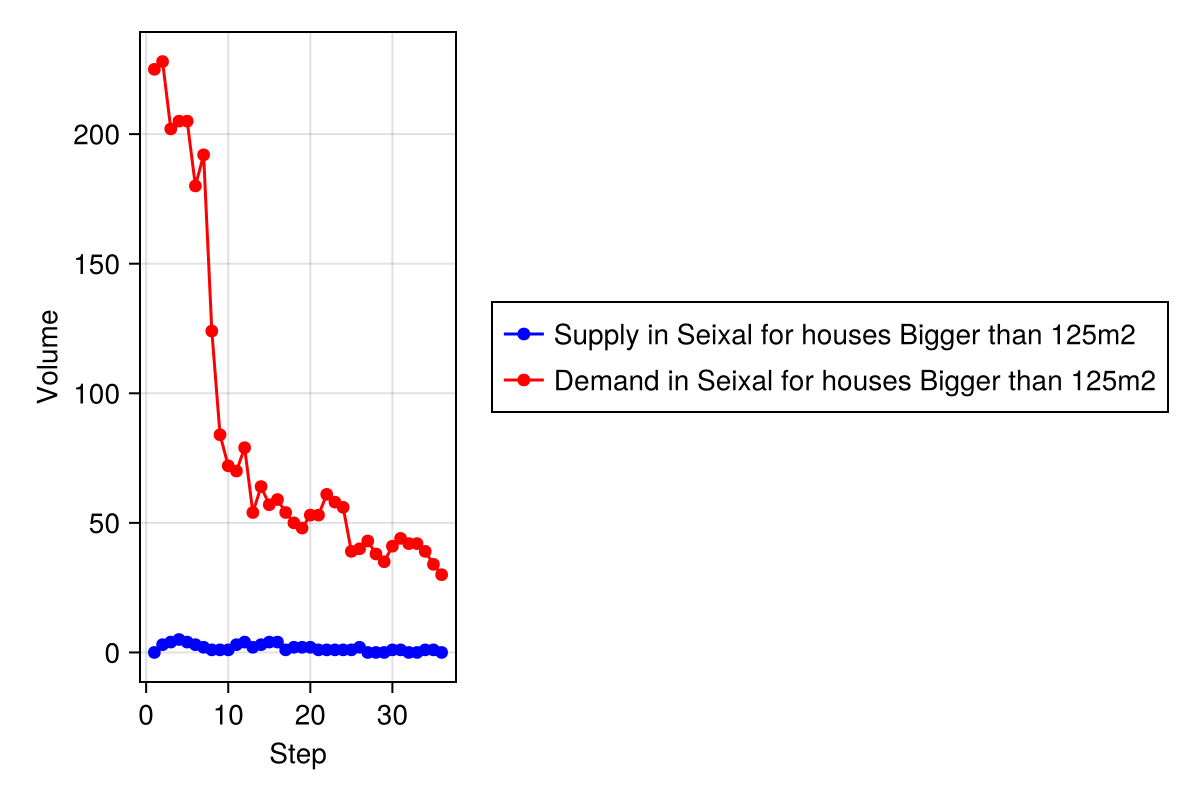 200
150
100
50
0
Volume
0 10 20 30
Step
Supply in Seixal for houses Bigger than 125m2
Demand in Seixal for houses Bigger than 125m2